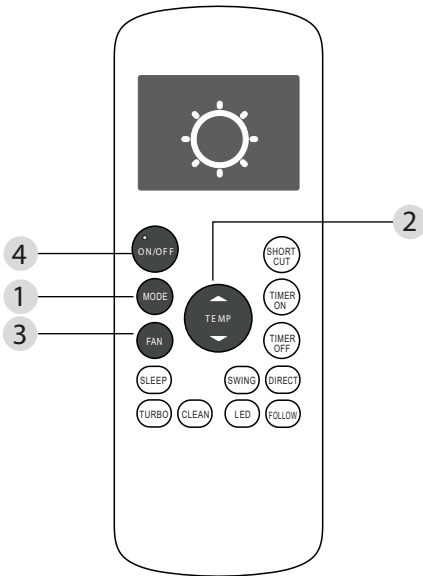 2
4
ON/OFF
SHORT
CUT
1
MODE
TEMP
TIMER
ON
3
FAN
TIMER
OFF
SLEEP
SWING
DIRECT
TURBO
CLEAN
LED
FOLLOW